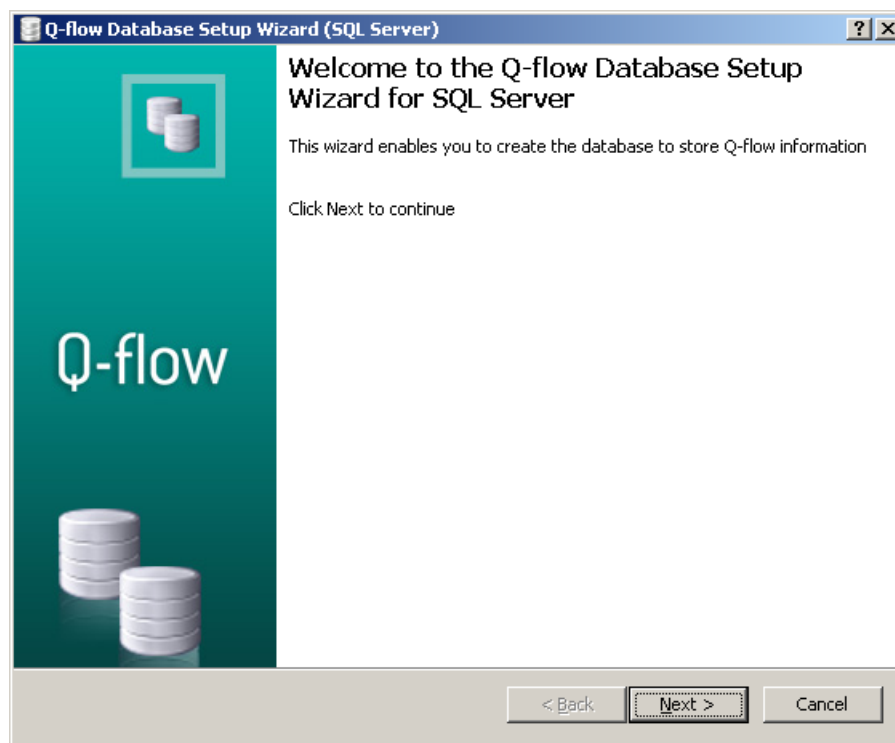 Q-flow Database Setup Wizard (SQL Server)
Welcome to the Q-flow Database Setup
Wizard for SQL Server
This wizard enables you to create the database to store Q-flow information
Click Next to continue
Q-flow
< Back
Next >
Cancel